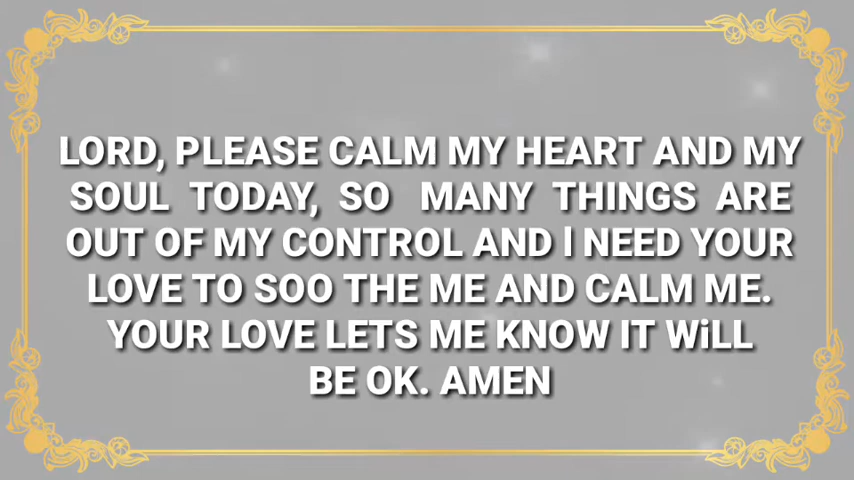 LORD, PLEASE CALM MY HEART AND MY
SOUL TODAY, SO MANY THINGS ARE
OUT OF MY CONTROL AND l NEED YOUR
LOVE TO SOO THE ME AND CALM ME.
YOUR LOVE LETS ME KNOW IT WiLL
BE OK. AMEN